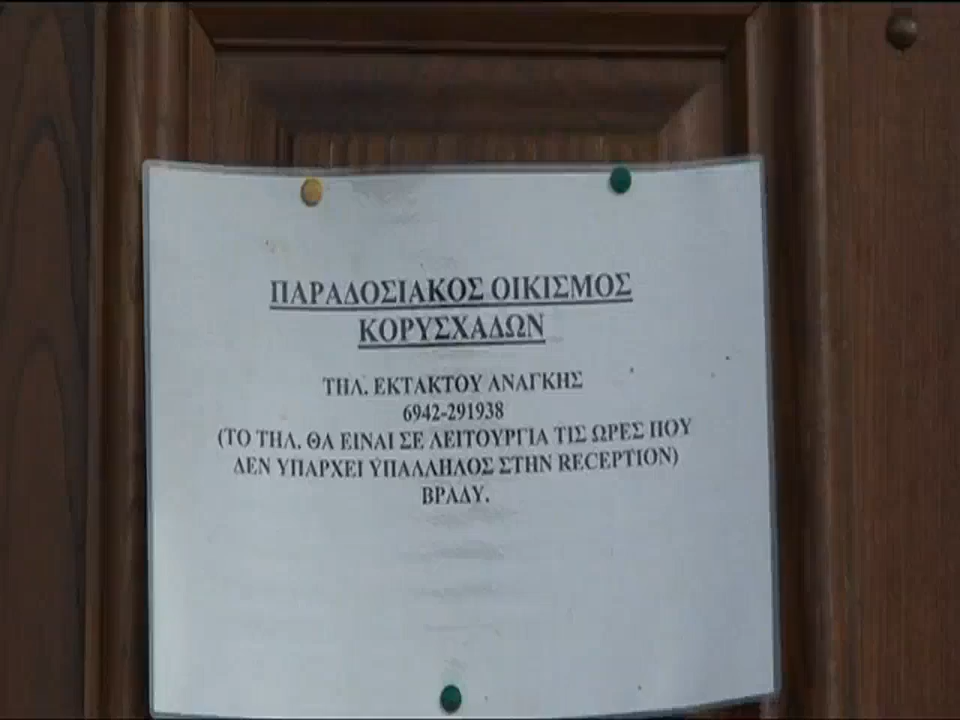 ΠΑΡΑΔΟΣΙΑΚΟΣ ΟΙΚΙΣΜΟΣ
ΚΟΡΥΣΧΑΔΩΝ
ΤΗΛ. ΕΚΤΑΚΤΟΥ ΑΝΑΓΚΗΣ
6942-291938
(ΤΟ ΤΗΛ. ΘΑ ΕΙΝΑΙ ΣΕ ΛΕΙΤΟΥΡΓΙΑ ΤΙΣ ΩΡΕΣ ΠΟΥ
ΔΕΝ ΥΠΑΡΧΕΙ ΥΠΑΛΛΗΛΟΣ ΣΤΗΝ RECEPTION)
ΒΡΑΔΥ.